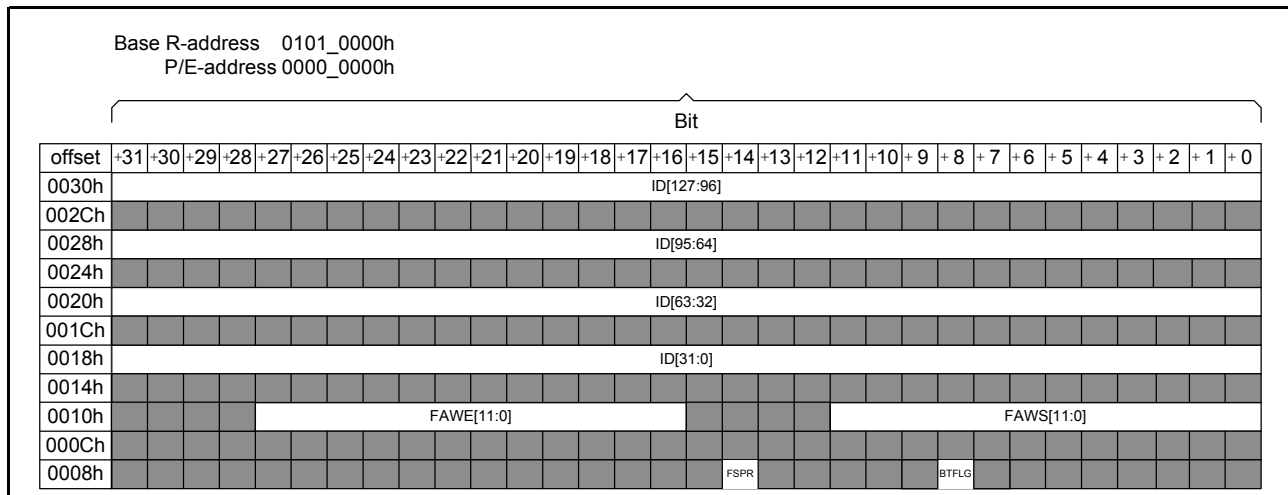 Base R-address 0101_0000h
P/E-address 0000_0000h
Bit
offset +31 +30 +29 +28 +27 +26 +25 +24 +23 +22 +21 +20 +19 +18 +17 +16 +15 +14 +13 +12 +11 +10 + 9 + 8 + 7 + 6 + 5 + 4 + 3 + 2 + 1 + 0
0030h ID[127:96]
002Ch
0028h ID[95:64]
0024h
0020h ID[63:32]
001Ch
0018h ID[31:0]
0014h
0010h FAWE[11:0] FAWS[11:0]
000Ch
0008h FSPR BTFLG